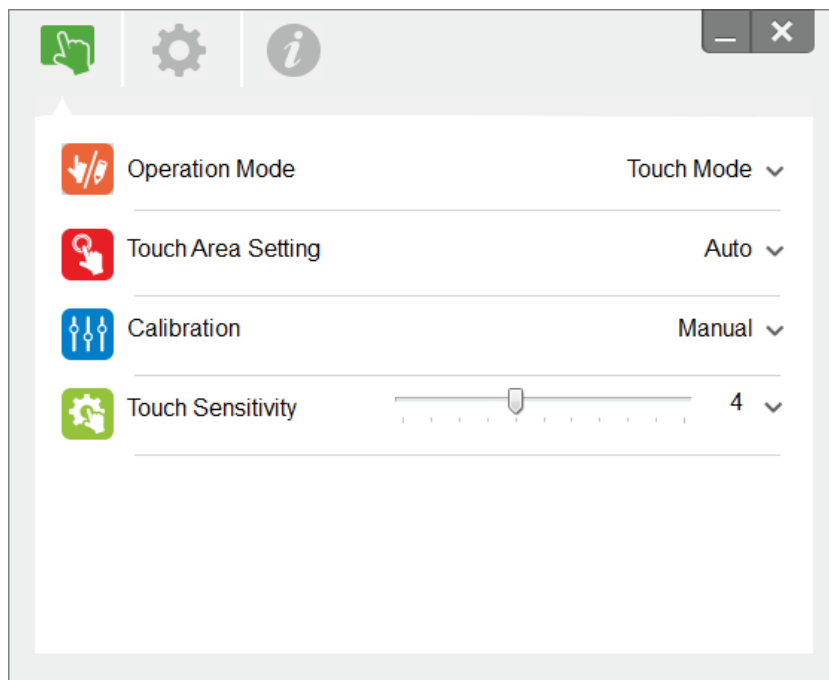 Operation Mode Touch Mode
Touch Area Setting Auto
Calibration Manual
Touch Sensitivity 4